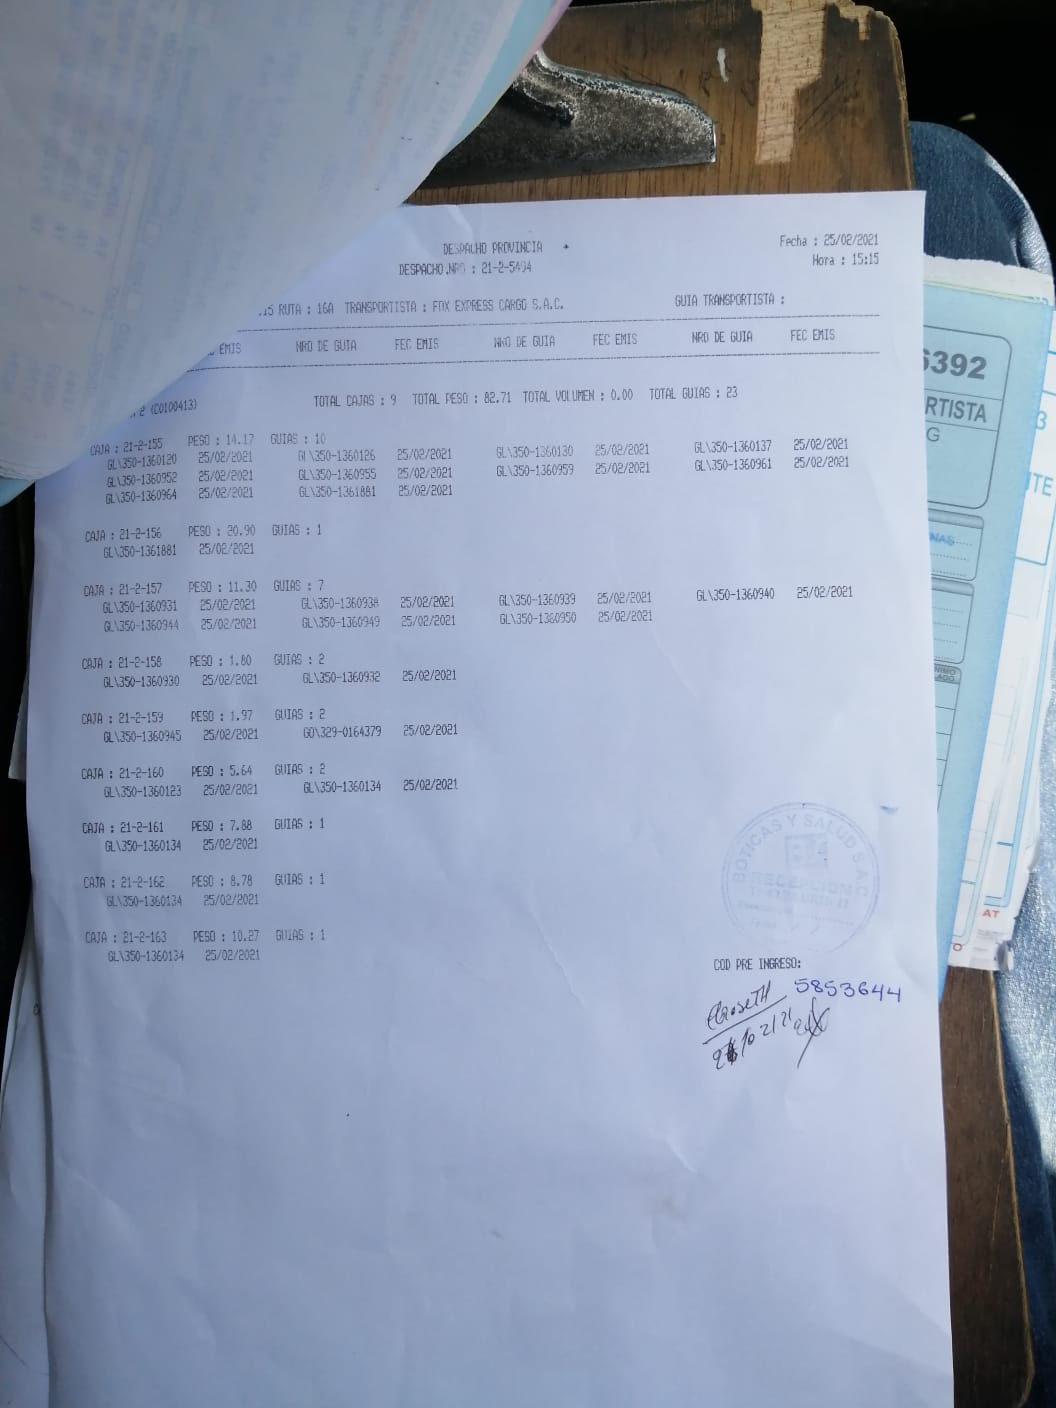 DESPACHO PROVINCIA
Fecha : 25/02/2021
DESPACHO.NRO : 21-2-5494
Hora : 15:15
RUTA : 16A TRANSPORTISTA : FOX EXPRESS CARGO S.A.C. GUIA TRANSPORTISTA :
EMIS NRO DE GUIA FEC EMIS NRO DE GUIA FEC EMIS NRO DE GUIA FEC EMIS
2 (C0100413) TOTAL CAJAS : 9 TOTAL PESO : 82.71 TOTAL VOLUMEN : 0.00 TOTAL GUIAS : 23
CAJA : 21-2-155 PESO : 14.17 GUIAS : 10
GL\350-1360120 25/02/2021 GL\350-1360126 25/02/2021 GL\350-1360130 25/02/2021 GL\350-1360137 25/02/2021
GL\350-1360952 25/02/2021 GL\350-1360955 25/02/2021 GL\350-1360959 25/02/2021 GL\350-1360961 25/02/2021
GL\350-1360964 25/02/2021 GL\350-1361881 25/02/2021
CAJA : 21-2-156 PESO : 20.90 GUIAS : 1
GL\350-1361881 25/02/2021
CAJA : 21-2-157 PESO : 11.30 GUIAS : 7
GL\350-1360931 25/02/2021 GL\350-1360938 25/02/2021 GL\350-1360939 25/02/2021 GL\350-1360940 25/02/2021
GL\350-1360944 25/02/2021 GL\350-1360949 25/02/2021 GL\350-1360950 25/02/2021
CAJA : 21-2-158 PESO : 1.80 GUIAS : 2
GL\350-1360930 25/02/2021 GL\350-1360932 25/02/2021
CAJA : 21-2-159 PESO : 1.97 GUIAS : 2
GL\350-1360945 25/02/2021 GO\329-0164379 25/02/2021
CAJA : 21-2-160 PESO : 5.64 GUIAS : 2
GL\350-1360123 25/02/2021 GL\350-1360134 25/02/2021
CAJA : 21-2-161 PESO : 7.88 GUIAS : 1
GL\350-1360134 25/02/2021
CAJA : 21-2-162 PESO : 8.78 GUIAS : 1
GL\350-1360134 25/02/2021
CAJA : 21-2-163 PESO : 10.27 GUIAS : 1
GL\350-1360134 25/02/2021
BOTICAS Y SALUD S.A.C.
RECEPCION
COD PRE INGRESO:
5853644
6392
RTISTA
G
NAS
AT